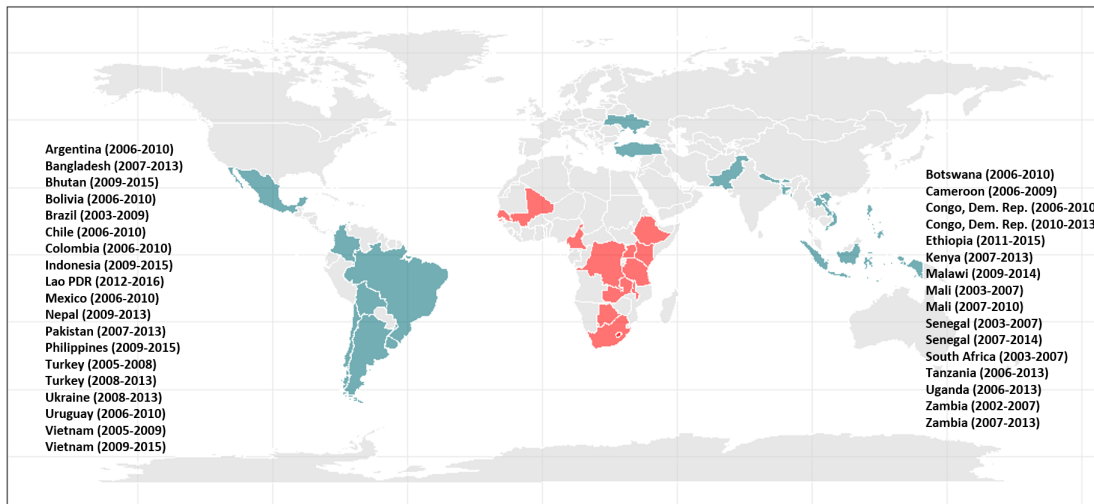 Argentina (2006-2010)
Bangladesh (2007-2013)
Bhutan (2009-2015)
Bolivia (2006-2010)
Brazil (2003-2009)
Chile (2006-2010)
Colombia (2006-2010)
Indonesia (2009-2015)
Lao PDR (2012-2016)
Mexico (2006-2010)
Nepal (2009-2013)
Pakistan (2007-2013)
Philippines (2009-2015)
Turkey (2005-2008)
Turkey (2008-2013)
Ukraine (2008-2013)
Uruguay (2006-2010)
Vietnam (2005-2009)
Vietnam (2009-2015)
Botswana (2006-2010)
Cameroon (2006-2009)
Congo, Dem. Rep. (2006-2010
Congo, Dem. Rep. (2010-2013
Ethiopia (2011-2015)
Kenya (2007-2013)
Malawi (2009-2014)
Mali (2003-2007)
Mali (2007-2010)
Senegal (2003-2007)
Senegal (2007-2014)
South Africa (2003-2007)
Tanzania (2006-2013)
Uganda (2006-2013)
Zambia (2002-2007)
Zambia (2007-2013)